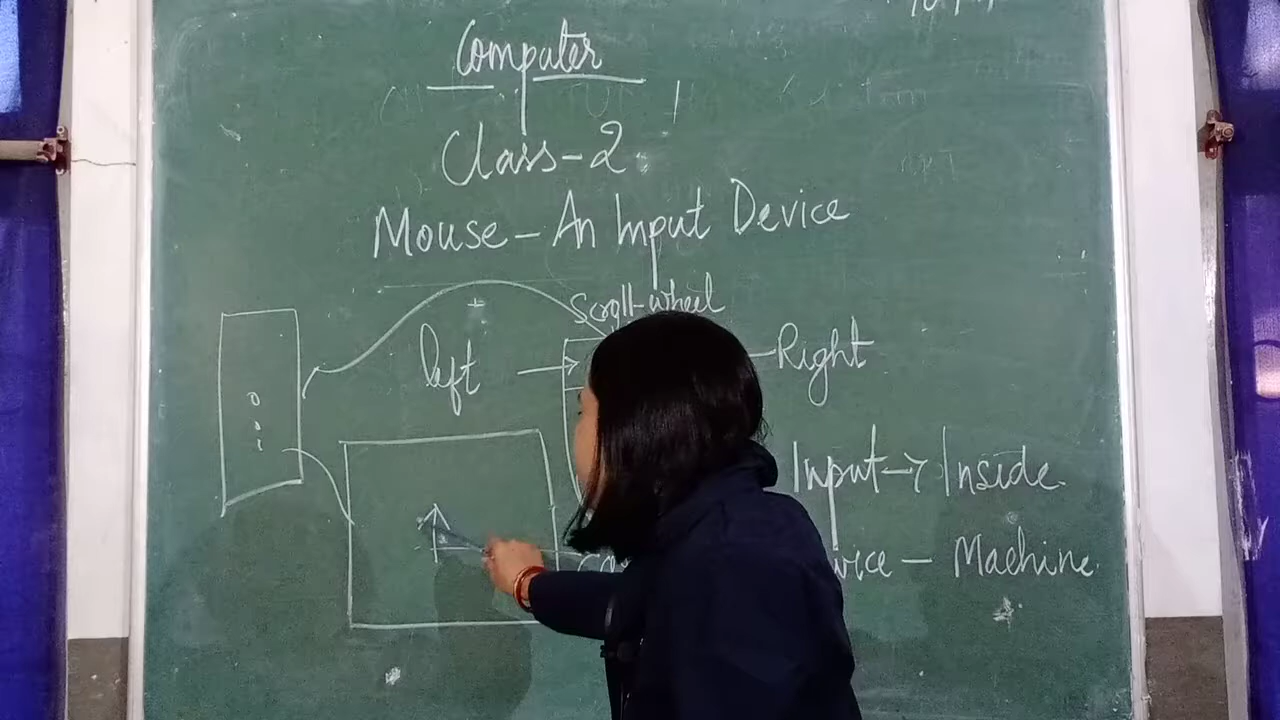 Computer
Class-2
Mouse - An Input Device
Scroll-wheel
left
Right
Input → Inside
Machine